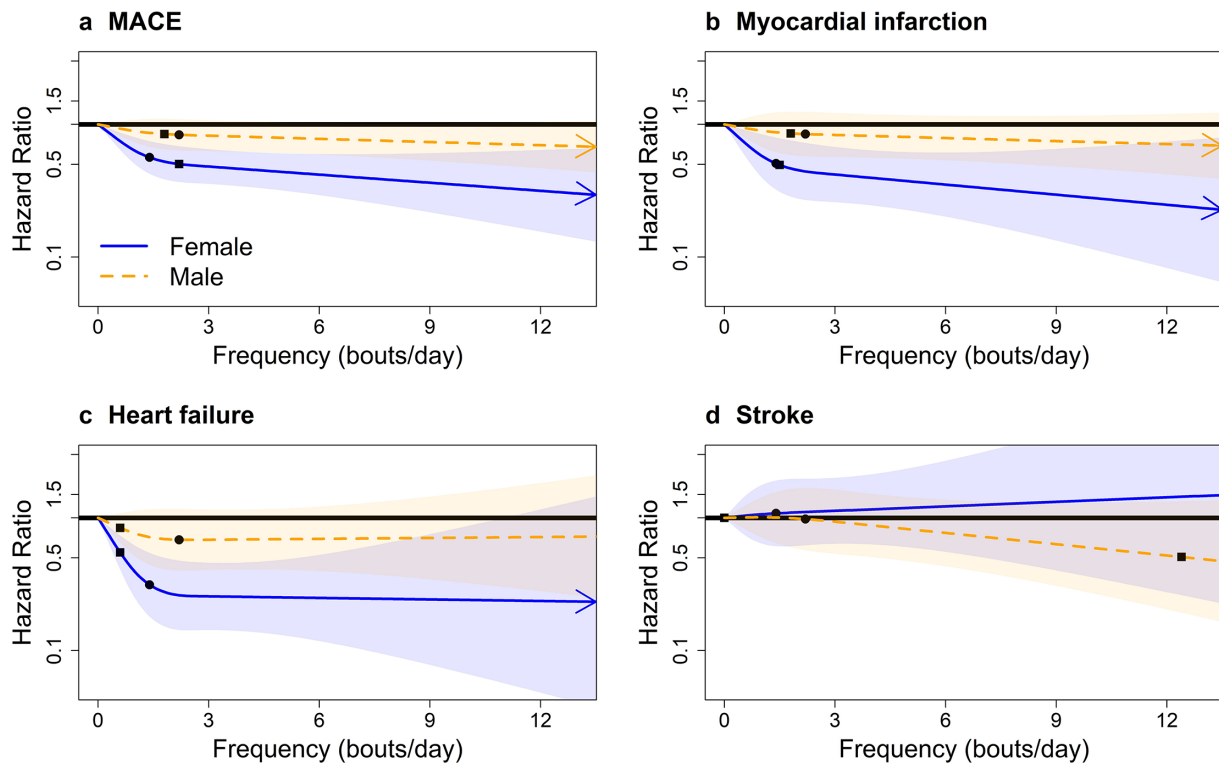 a MACE
Hazard Ratio
1.5
0.5
0.1
Female
Male
0 3 6 9 12
Frequency (bouts/day)
b Myocardial infarction
Hazard Ratio
1.5
0.5
0.1
0 3 6 9 12
Frequency (bouts/day)
c Heart failure
Hazard Ratio
1.5
0.5
0.1
0 3 6 9 12
Frequency (bouts/day)
d Stroke
Hazard Ratio
1.5
0.5
0.1
0 3 6 9 12
Frequency (bouts/day)